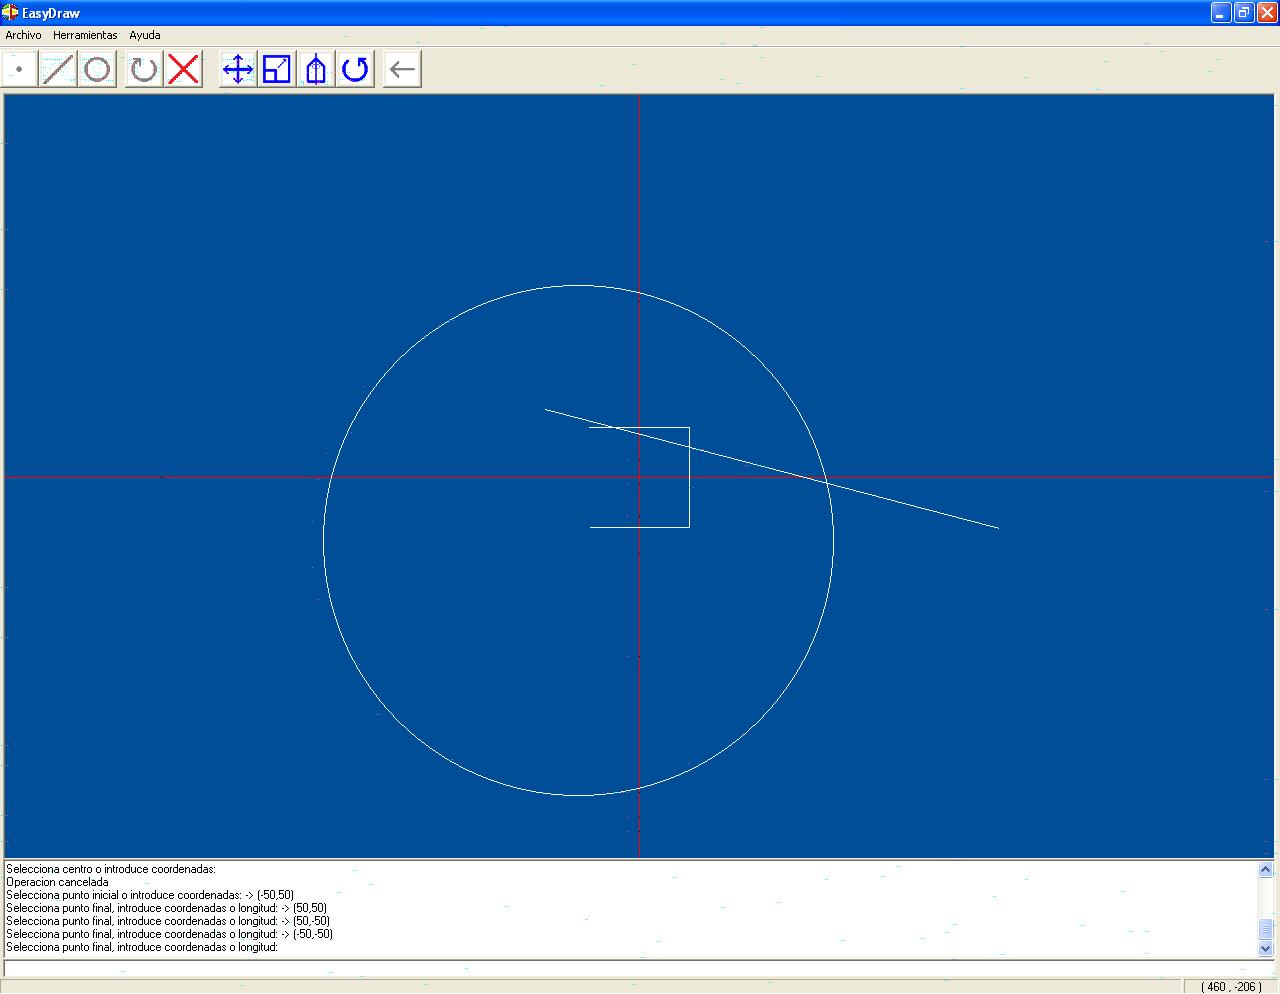 EasyDraw
Archivo Herramientas Ayuda
Selecciona centro o introduce coordenadas:
Operacion cancelada
Selecciona punto inicial o introduce coordenadas: -> (-50,50)
Selecciona punto final, introduce coordenadas o longitud: -> (50,50)
Selecciona punto final, introduce coordenadas o longitud: -> (50,-50)
Selecciona punto final, introduce coordenadas o longitud: -> (-50,-50)
Selecciona punto final, introduce coordenadas o longitud:
( 460 , -206 )